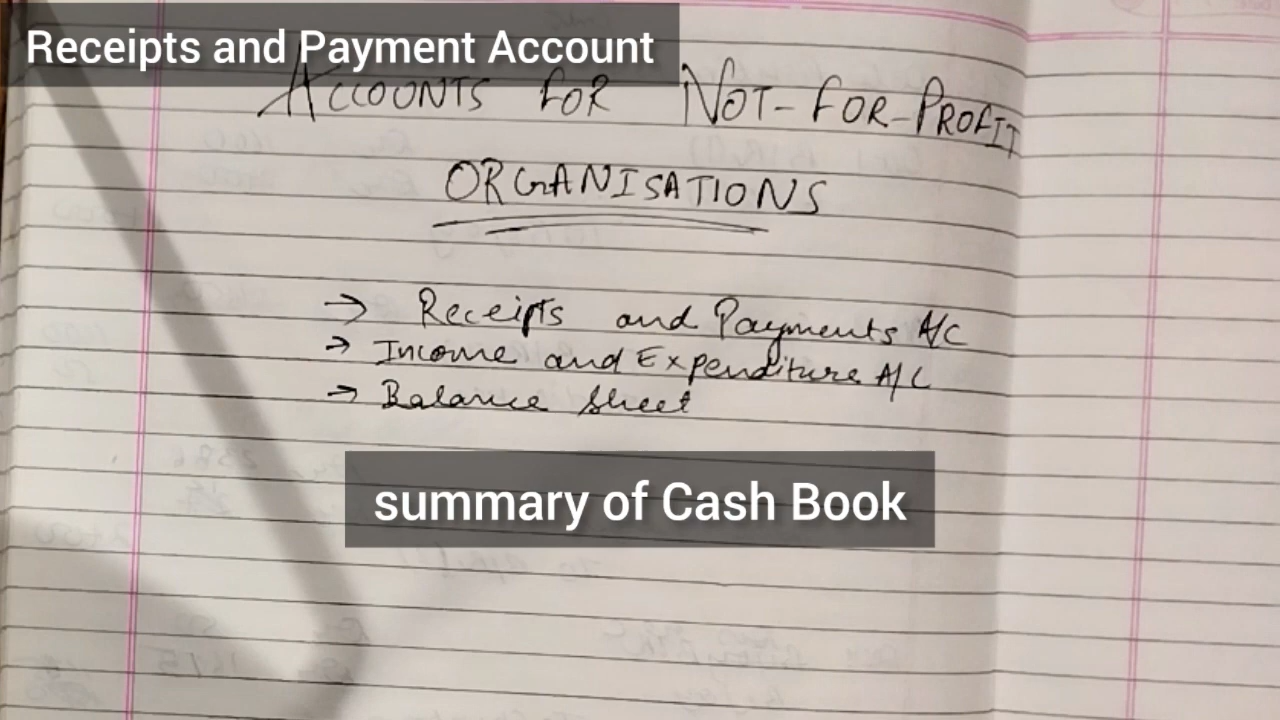 Receipts and Payment Account
ACCOUNTS FOR NOT-FOR-PROFIT
ORGANISATIONS
→ Receipts and Payments A/C
→ Income and Expenditure A/C
→ Balance Sheet
summary of Cash Book